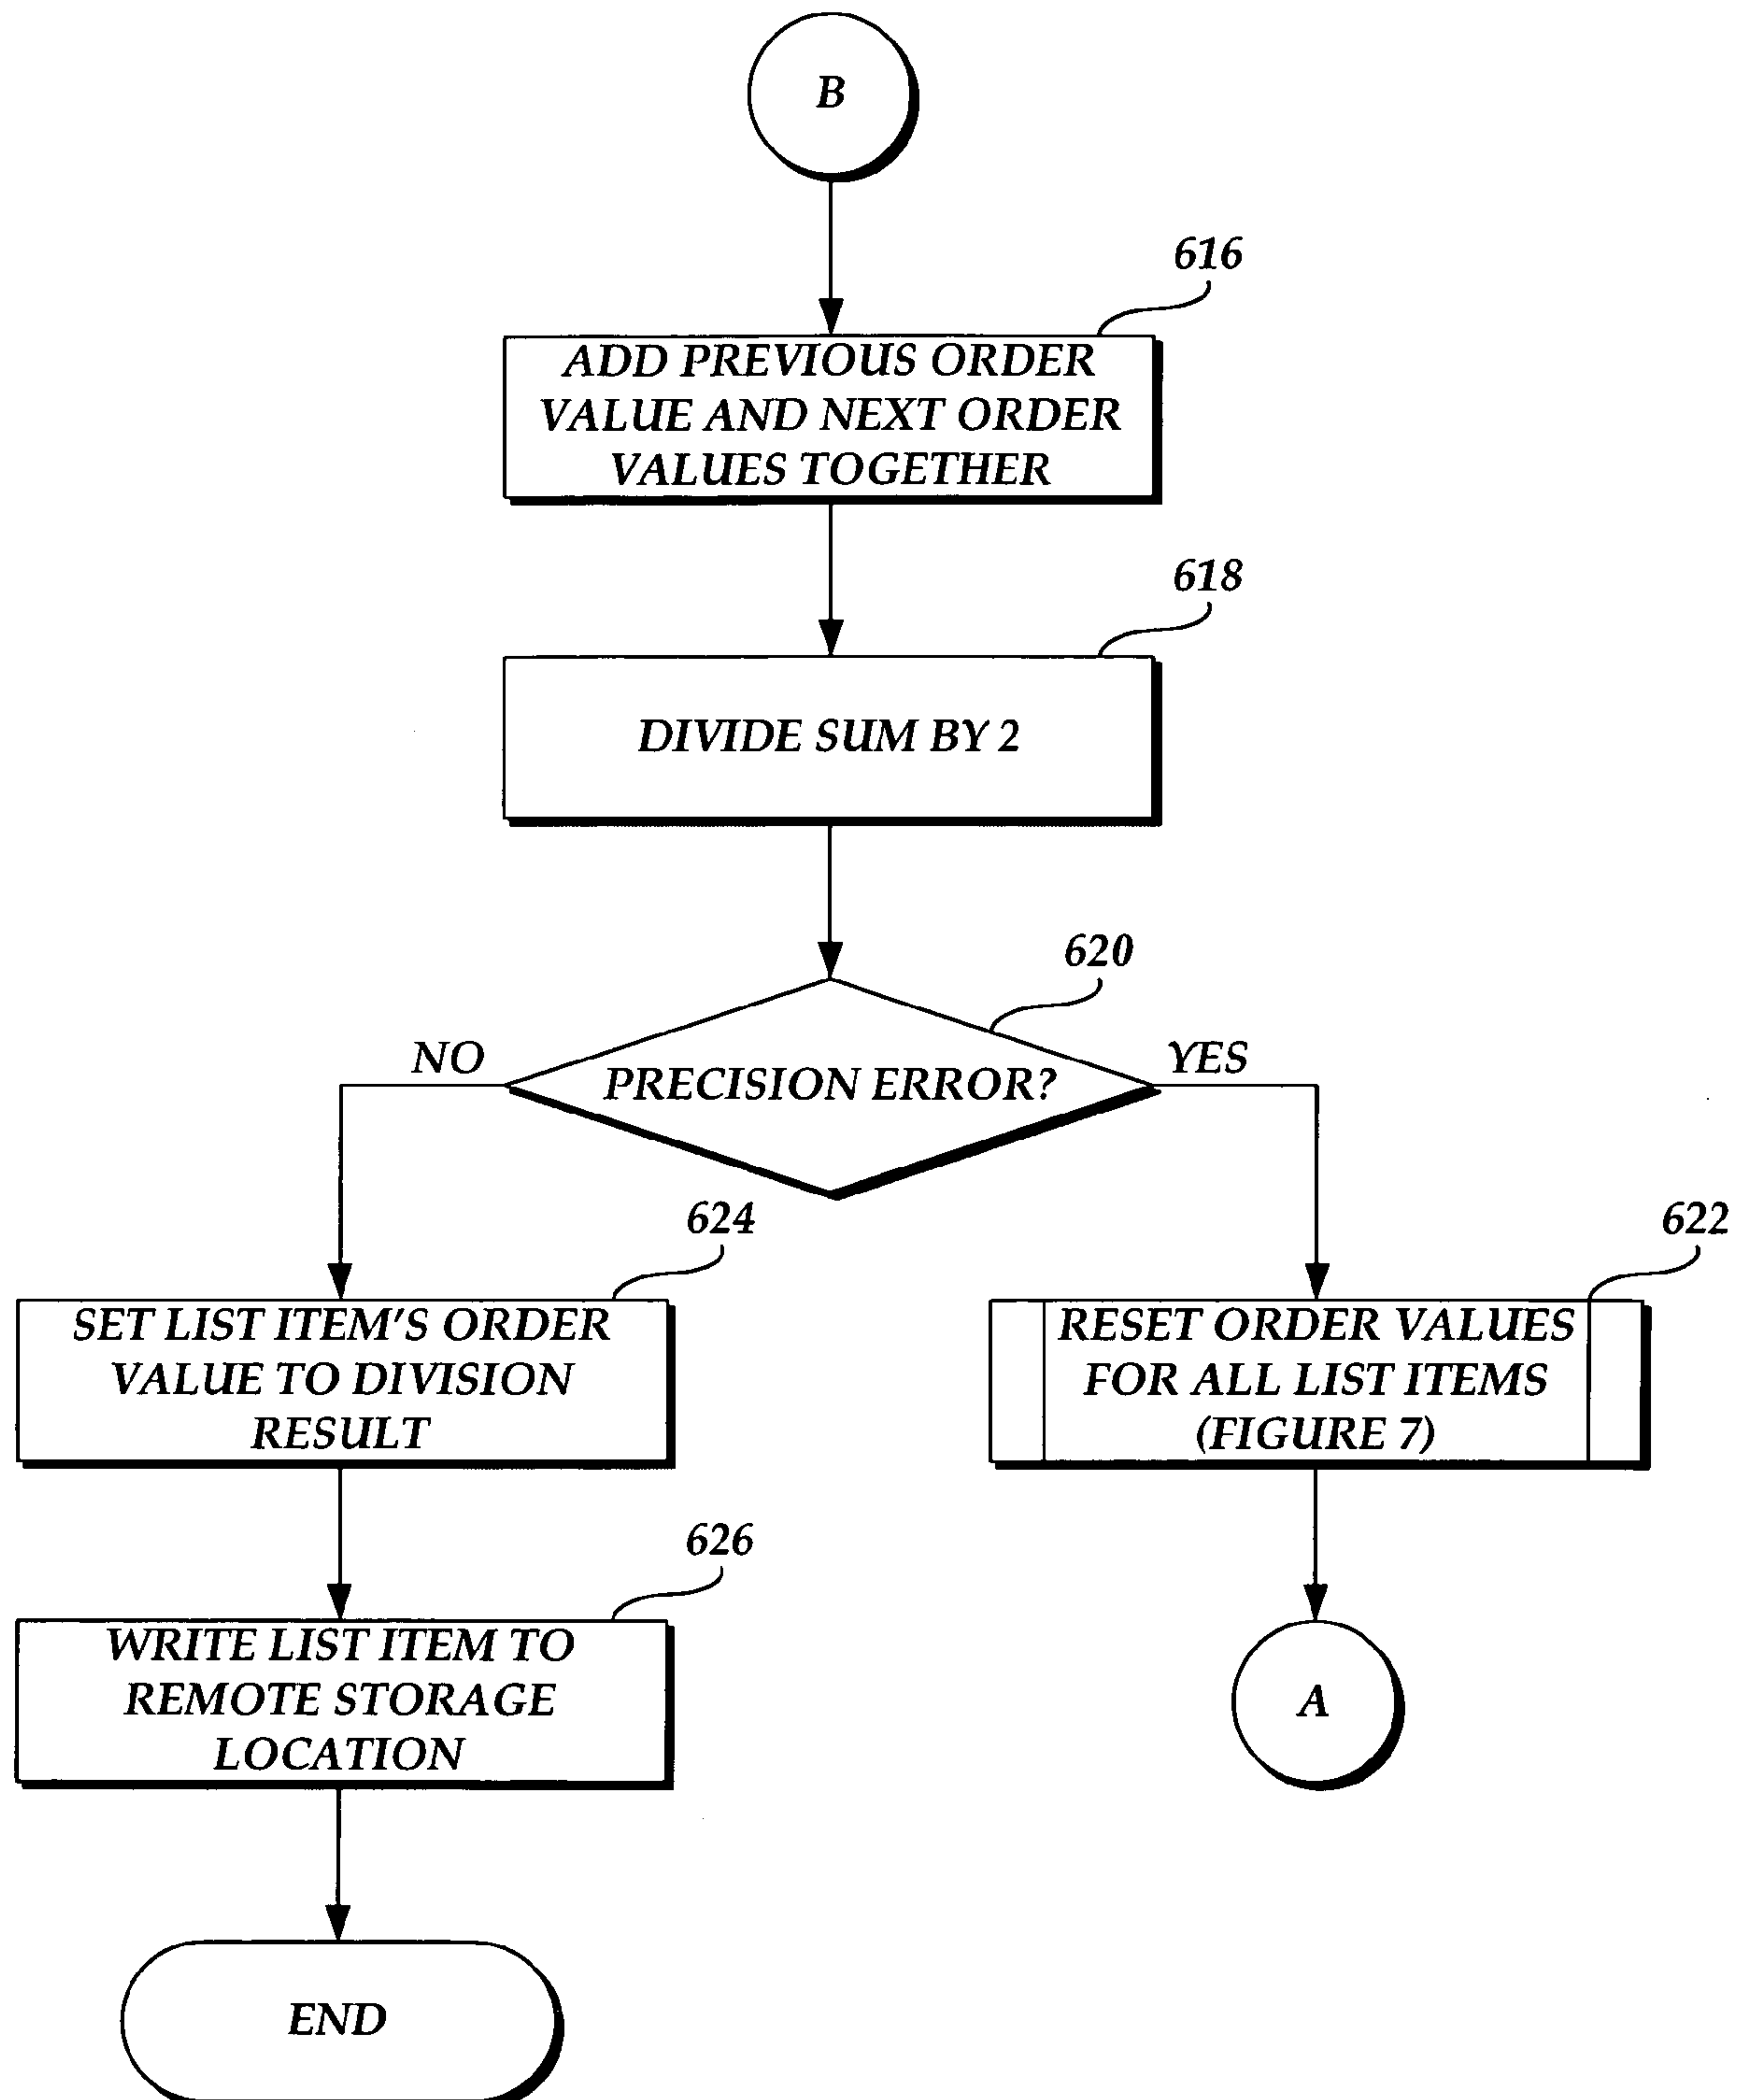 B
616
ADD PREVIOUS ORDER
VALUE AND NEXT ORDER
VALUES TOGETHER
618
DIVIDE SUM BY 2
620
NO
PRECISION ERROR?
YES
624
SET LIST ITEM'S ORDER
VALUE TO DIVISION
RESULT
622
RESET ORDER VALUES
FOR ALL LIST ITEMS
(FIGURE 7)
626
WRITE LIST ITEM TO
REMOTE STORAGE
LOCATION
A
END